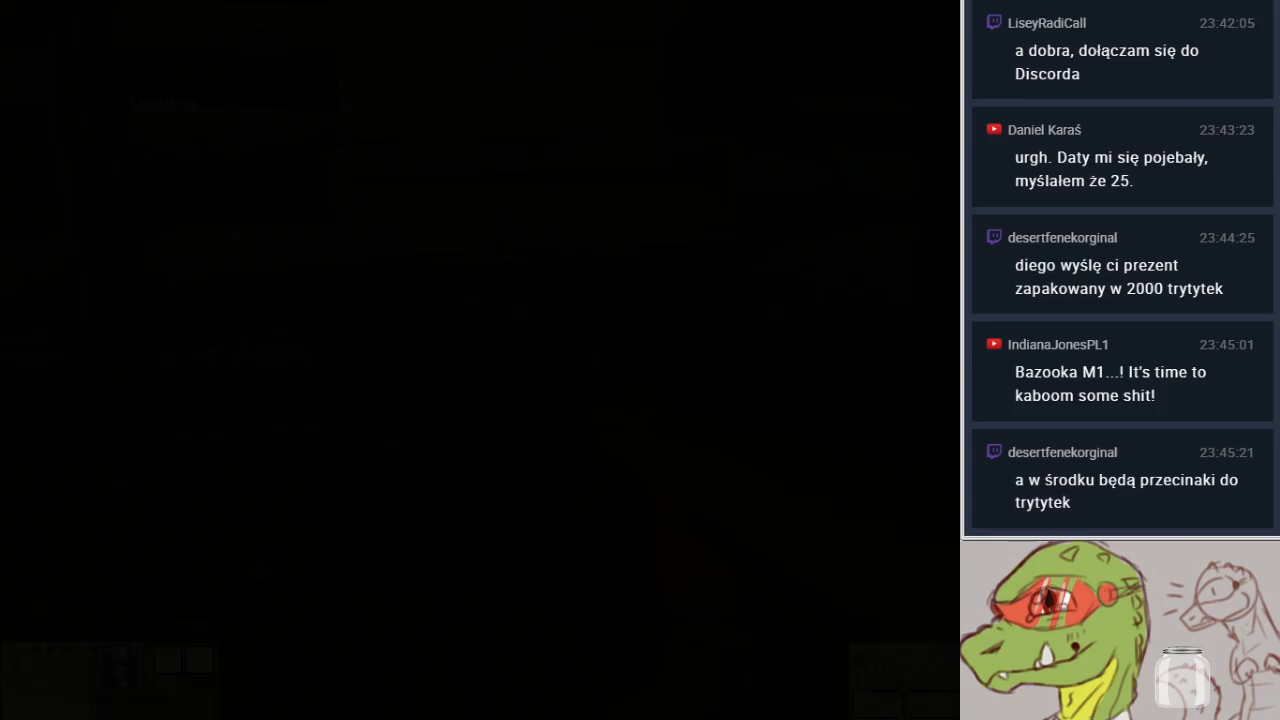 LiseyRadiCall 23:42:05
a dobra, dołączam się do
Discorda
Daniel Karaś 23:43:23
urgh. Daty mi się pojebały,
myślałem że 25.
desertfenekorginal 23:44:25
diego wyślę ci prezent
zapakowany w 2000 trytytek
IndianaJonesPL1 23:45:01
Bazooka M1...! It's time to
kaboom some shit!
desertfenekorginal 23:45:21
a w środku będą przecinaki do
trytytek